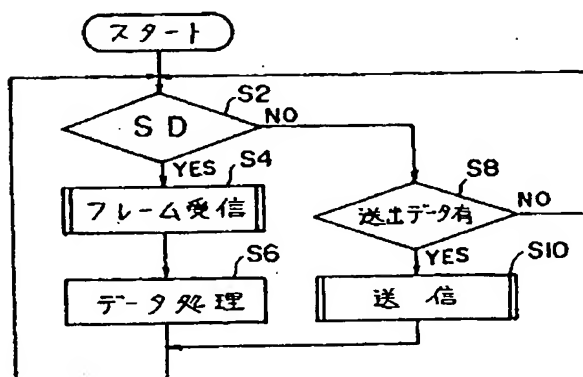 スタート
S2
SD
NO
YES
S4
フレーム受信
S8
送出データ有
NO
S6
YES
S10
データ処理
送信